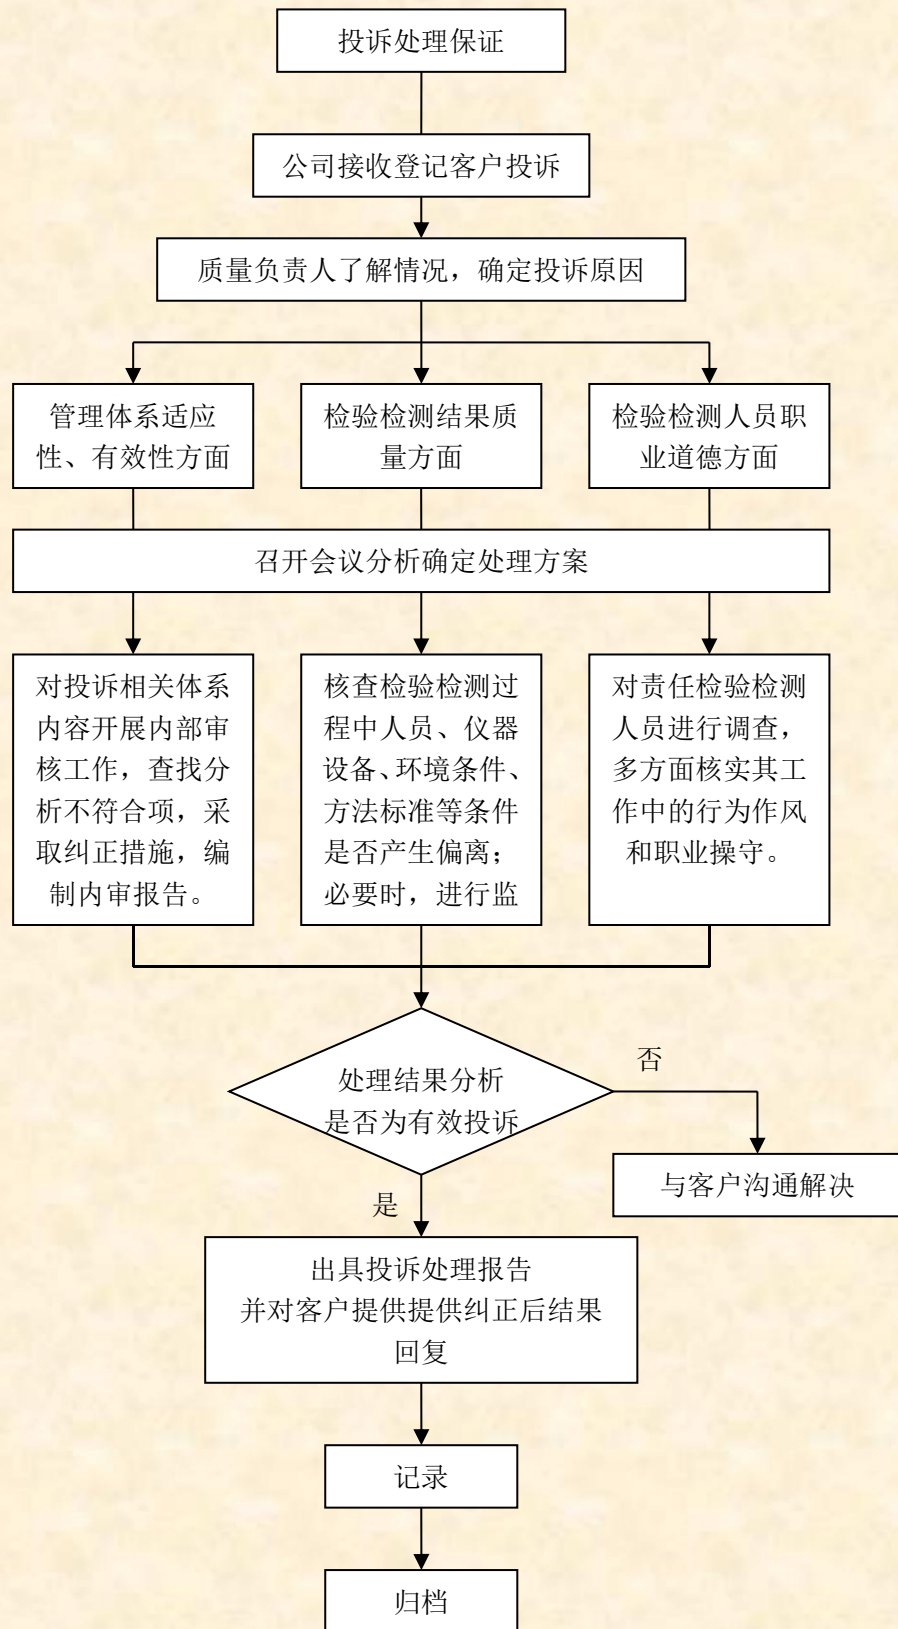 投诉处理保证
公司接收登记客户投诉
质量负责人了解情况，确定投诉原因
管理体系适应
性、有效性方面
检验检测结果质
量方面
检验检测人员职
业道德方面
召开会议分析确定处理方案
对投诉相关体系
内容开展内部审
核工作，查找分
析不符合项，采
取纠正措施，编
制内审报告。
核查检验检测过
程中人员、仪器
设备、环境条件、
方法标准等条件
是否产生偏离；
必要时，进行监
对责任检验检测
人员进行调查，
多方面核实其工
作中的行为作风
和职业操守。
处理结果分析
是否为有效投诉
否
与客户沟通解决
是
出具投诉处理报告
并对客户提供提供纠正后结果
回复
记录
归档